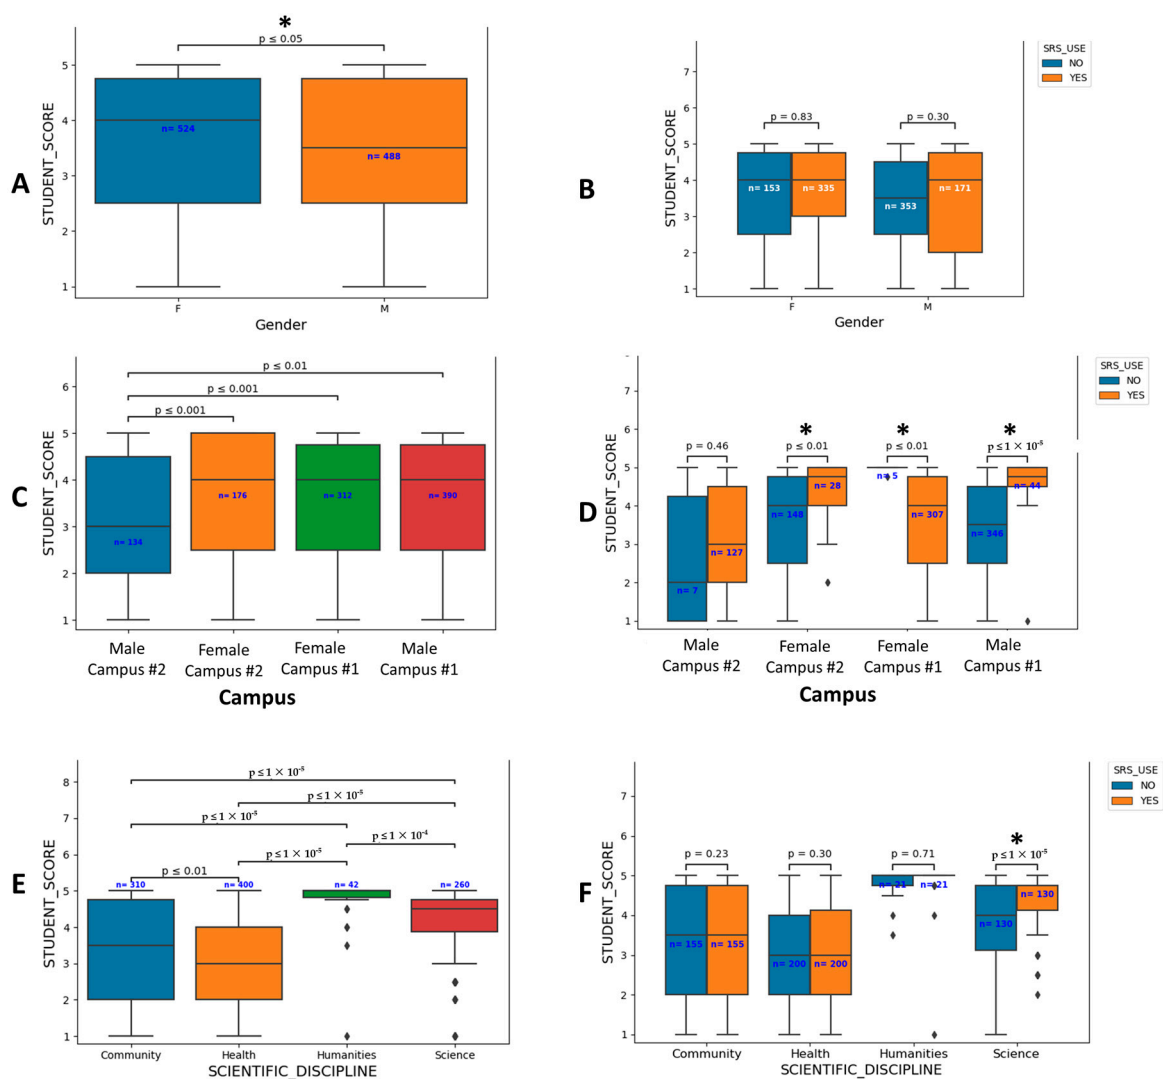 A
*
p ≤ 0.05
5
4
3
2
1
STUDENT_SCORE
n= 524
n= 488
F
M
Gender
B
SRS_USE
NO
YES
7
6
5
4
3
2
1
STUDENT_SCORE
p = 0.83
p = 0.30
n= 153
n= 335
n= 353
n= 171
F
M
Gender
C
p ≤ 0.01
p ≤ 0.001
p ≤ 0.001
6
5
4
3
2
1
STUDENT_SCORE
n= 134
n= 176
n= 312
n= 390
Male
Campus #2
Female
Campus #2
Female
Campus #1
Male
Campus #1
Campus
D
SRS_USE
NO
YES
7
6
5
4
3
2
1
STUDENT_SCORE
*
*
*
p = 0.46
p ≤ 0.01
p ≤ 0.01
p ≤ 1 × 10-5
n= 7
n= 127
n= 148
n= 28
n= 5
n= 307
n= 346
n= 44
Male
Campus #2
Female
Campus #2
Female
Campus #1
Male
Campus #1
Campus
E
p ≤ 1 × 10-5
p ≤ 1 × 10-5
p ≤ 1 × 10-5
p ≤ 1 × 10-4
p ≤ 1 × 10-5
p ≤ 0.01
8
7
6
5
4
3
2
1
STUDENT_SCORE
n= 310
n= 400
n= 42
n= 260
Community
Health
Humanities
Science
SCIENTIFIC_DISCIPLINE
F
SRS_USE
NO
YES
7
6
5
4
3
2
1
STUDENT_SCORE
*
p = 0.23
p = 0.30
p = 0.71
p ≤ 1 × 10-5
n= 155
n= 155
n= 200
n= 200
n= 21
n= 21
n= 130
n= 130
Community
Health
Humanities
Science
SCIENTIFIC_DISCIPLINE